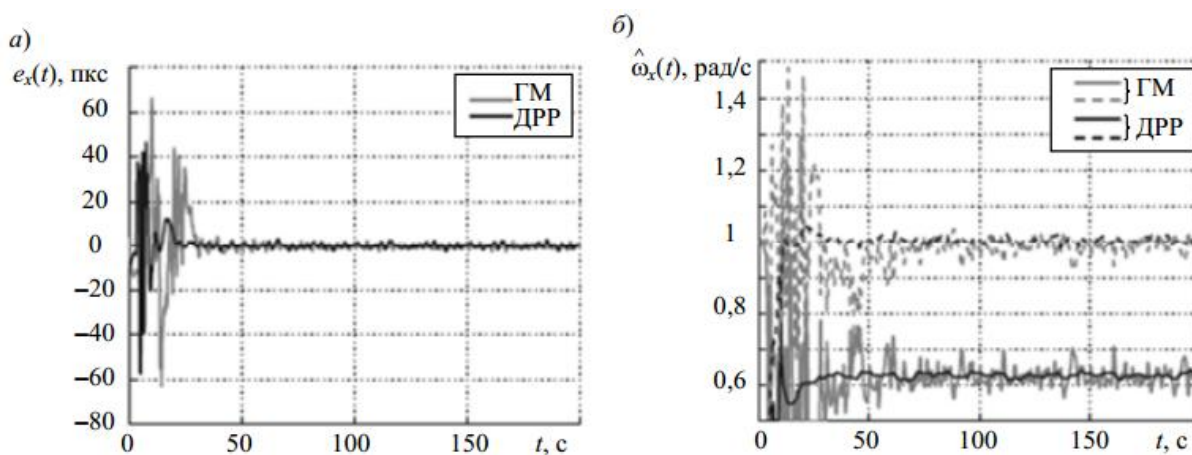 а)
eₓ(t), пкс
60
40
20
0
–20
–40
–60
–80
0
50
100
150
t, с
ГМ
ДРР
б)
ω̂ₓ(t), рад/с
1,4
1,2
1
0,8
0,6
0
50
100
150
t, с
} ГМ
} ДРР